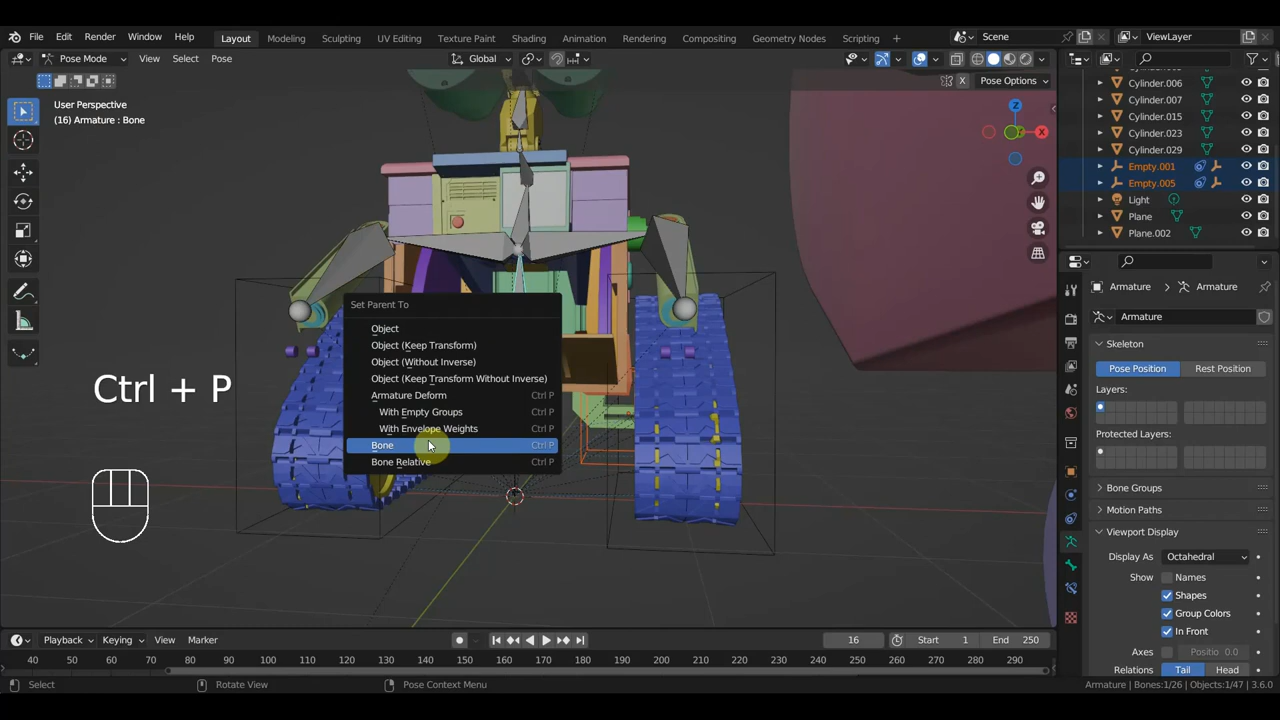 File Edit Render Window Help
Layout Modeling Sculpting UV Editing Texture Paint Shading Animation Rendering Compositing Geometry Nodes Scripting +
Scene ViewLayer
Pose Mode View Select Pose Global
X Pose Options
User Perspective
(16) Armature : Bone
Z
X
Cylinder.006
Cylinder.007
Cylinder.015
Cylinder.023
Cylinder.029
Empty.001
Empty.005
Light
Plane
Plane.002
Set Parent To
Object
Object (Keep Transform)
Object (Without Inverse)
Object (Keep Transform Without Inverse)
Armature Deform Ctrl P
With Empty Groups Ctrl P
With Envelope Weights Ctrl P
Bone Ctrl P
Bone Relative Ctrl P
Ctrl + P
Armature Armature
Armature
Skeleton
Pose Position Rest Position
Layers:
Protected Layers:
Bone Groups
Motion Paths
Viewport Display
Display As Octahedral
Show Names
Shapes
Group Colors
In Front
Axes Positio 0.0
Relations Tail Head
Playback Keying View Marker
16 Start 1 End 250
40 50 60 70 80 90 100 110 120 130 140 150 160 170 180 190 200 210 220 230 240 250 260 270 280 290
Select Rotate View Pose Context Menu
Armature | Bones:1/26 | Objects:1/47 | 3.6.0